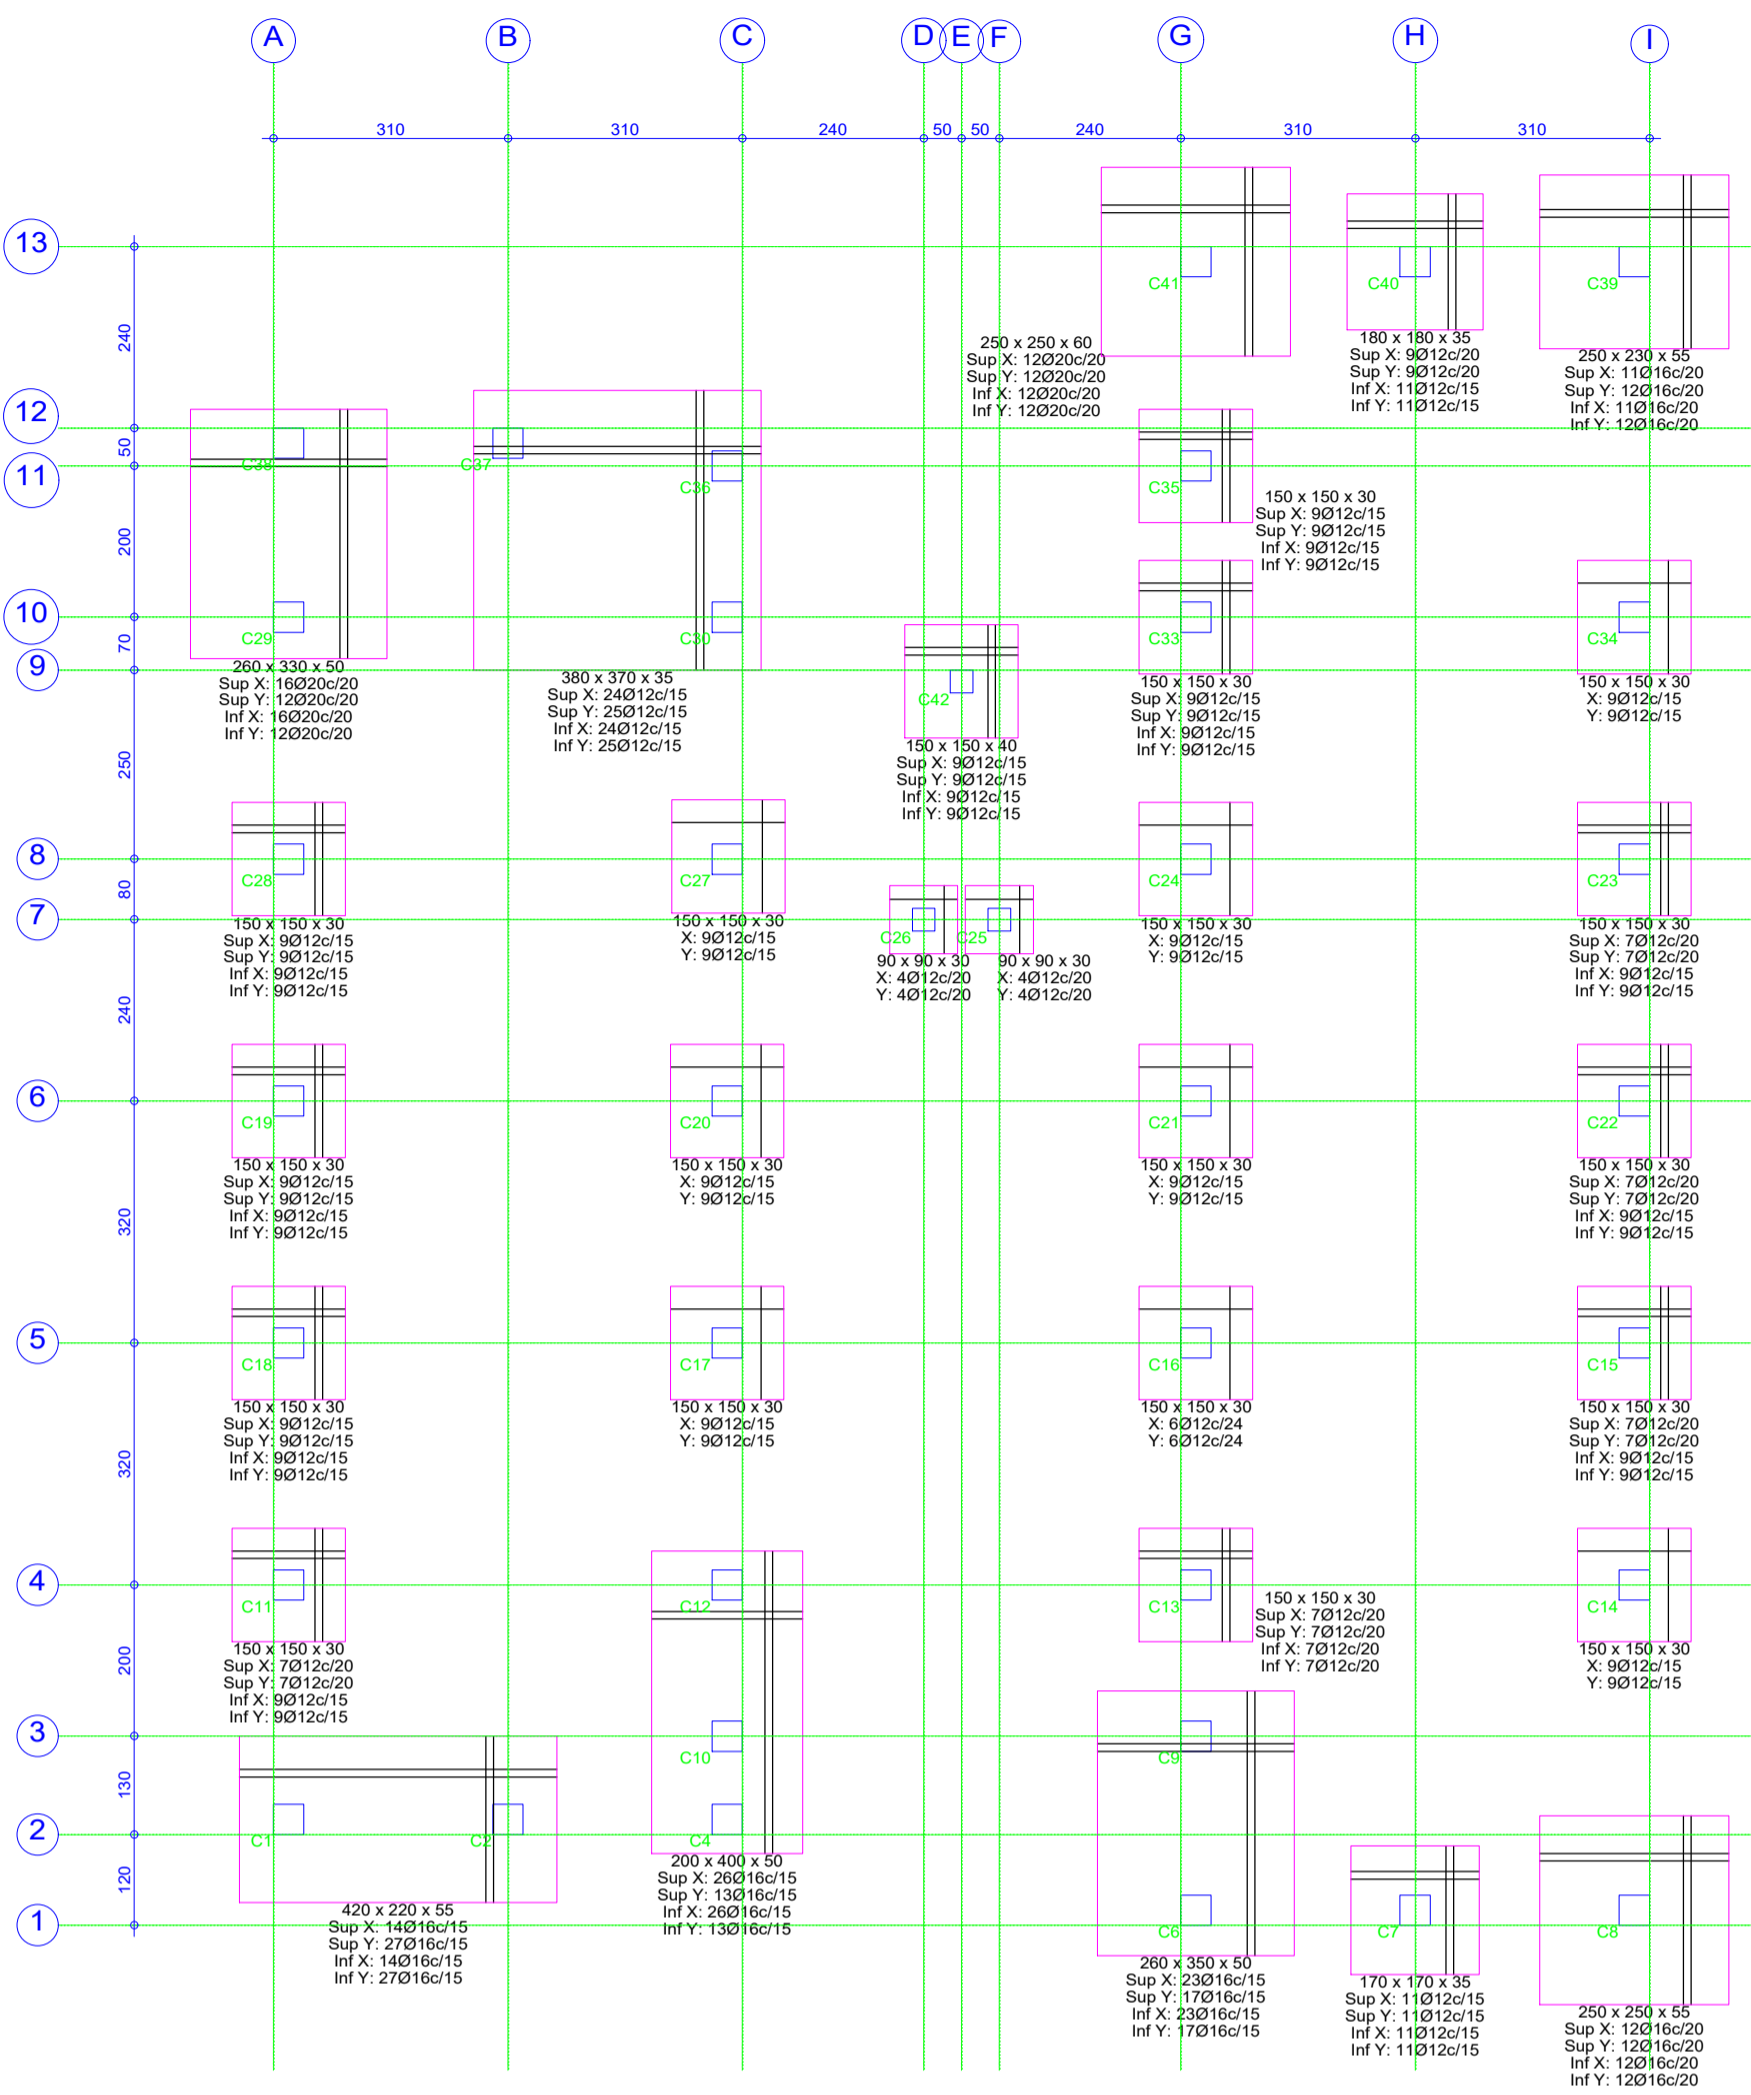 A
B
C
D
E
F
G
H
I
310
310
240
50
50
240
310
310
13
C41
C40
C39
240
250 x 250 x 60
Sup X: 12Ø20c/20
Sup Y: 12Ø20c/20
Inf X: 12Ø20c/20
Inf Y: 12Ø20c/20
180 x 180 x 35
Sup X: 9Ø12c/20
Sup Y: 9Ø12c/20
Inf X: 11Ø12c/15
Inf Y: 11Ø12c/15
250 x 230 x 55
Sup X: 11Ø16c/20
Sup Y: 12Ø16c/20
Inf X: 11Ø16c/20
Inf Y: 12Ø16c/20
12
50
11
C38
C37
C36
C35
150 x 150 x 30
Sup X: 9Ø12c/15
Sup Y: 9Ø12c/15
Inf X: 9Ø12c/15
Inf Y: 9Ø12c/15
200
10
70
9
C29
C30
C33
C34
C42
260 x 330 x 50
Sup X: 16Ø20c/20
Sup Y: 12Ø20c/20
Inf X: 16Ø20c/20
Inf Y: 12Ø20c/20
380 x 370 x 35
Sup X: 24Ø12c/15
Sup Y: 25Ø12c/15
Inf X: 24Ø12c/15
Inf Y: 25Ø12c/15
150 x 150 x 40
Sup X: 9Ø12c/15
Sup Y: 9Ø12c/15
Inf X: 9Ø12c/15
Inf Y: 9Ø12c/15
150 x 150 x 30
Sup X: 9Ø12c/15
Sup Y: 9Ø12c/15
Inf X: 9Ø12c/15
Inf Y: 9Ø12c/15
150 x 150 x 30
X: 9Ø12c/15
Y: 9Ø12c/15
250
8
80
7
C28
C27
C26
C25
C24
C23
150 x 150 x 30
Sup X: 9Ø12c/15
Sup Y: 9Ø12c/15
Inf X: 9Ø12c/15
Inf Y: 9Ø12c/15
150 x 150 x 30
X: 9Ø12c/15
Y: 9Ø12c/15
90 x 90 x 30
X: 4Ø12c/20
Y: 4Ø12c/20
90 x 90 x 30
X: 4Ø12c/20
Y: 4Ø12c/20
150 x 150 x 30
X: 9Ø12c/15
Y: 9Ø12c/15
150 x 150 x 30
Sup X: 7Ø12c/20
Sup Y: 7Ø12c/20
Inf X: 9Ø12c/15
Inf Y: 9Ø12c/15
240
6
C19
C20
C21
C22
150 x 150 x 30
Sup X: 9Ø12c/15
Sup Y: 9Ø12c/15
Inf X: 9Ø12c/15
Inf Y: 9Ø12c/15
150 x 150 x 30
X: 9Ø12c/15
Y: 9Ø12c/15
150 x 150 x 30
X: 9Ø12c/15
Y: 9Ø12c/15
150 x 150 x 30
Sup X: 7Ø12c/20
Sup Y: 7Ø12c/20
Inf X: 9Ø12c/15
Inf Y: 9Ø12c/15
320
5
C18
C17
C16
C15
150 x 150 x 30
Sup X: 9Ø12c/15
Sup Y: 9Ø12c/15
Inf X: 9Ø12c/15
Inf Y: 9Ø12c/15
150 x 150 x 30
X: 9Ø12c/15
Y: 9Ø12c/15
150 x 150 x 30
X: 6Ø12c/24
Y: 6Ø12c/24
150 x 150 x 30
Sup X: 7Ø12c/20
Sup Y: 7Ø12c/20
Inf X: 9Ø12c/15
Inf Y: 9Ø12c/15
320
4
C11
C12
C13
C14
150 x 150 x 30
Sup X: 7Ø12c/20
Sup Y: 7Ø12c/20
Inf X: 9Ø12c/15
Inf Y: 9Ø12c/15
150 x 150 x 30
Sup X: 7Ø12c/20
Sup Y: 7Ø12c/20
Inf X: 7Ø12c/20
Inf Y: 7Ø12c/20
150 x 150 x 30
X: 9Ø12c/15
Y: 9Ø12c/15
200
3
C10
C9
130
2
C1
C2
C4
120
1
C6
C7
C8
420 x 220 x 55
Sup X: 14Ø16c/15
Sup Y: 27Ø16c/15
Inf X: 14Ø16c/15
Inf Y: 27Ø16c/15
200 x 400 x 50
Sup X: 26Ø16c/15
Sup Y: 13Ø16c/15
Inf X: 26Ø16c/15
Inf Y: 13Ø16c/15
260 x 350 x 50
Sup X: 23Ø16c/15
Sup Y: 17Ø16c/15
Inf X: 23Ø16c/15
Inf Y: 17Ø16c/15
170 x 170 x 35
Sup X: 11Ø12c/15
Sup Y: 11Ø12c/15
Inf X: 11Ø12c/15
Inf Y: 11Ø12c/15
250 x 250 x 55
Sup X: 12Ø16c/20
Sup Y: 12Ø16c/20
Inf X: 12Ø16c/20
Inf Y: 12Ø16c/20